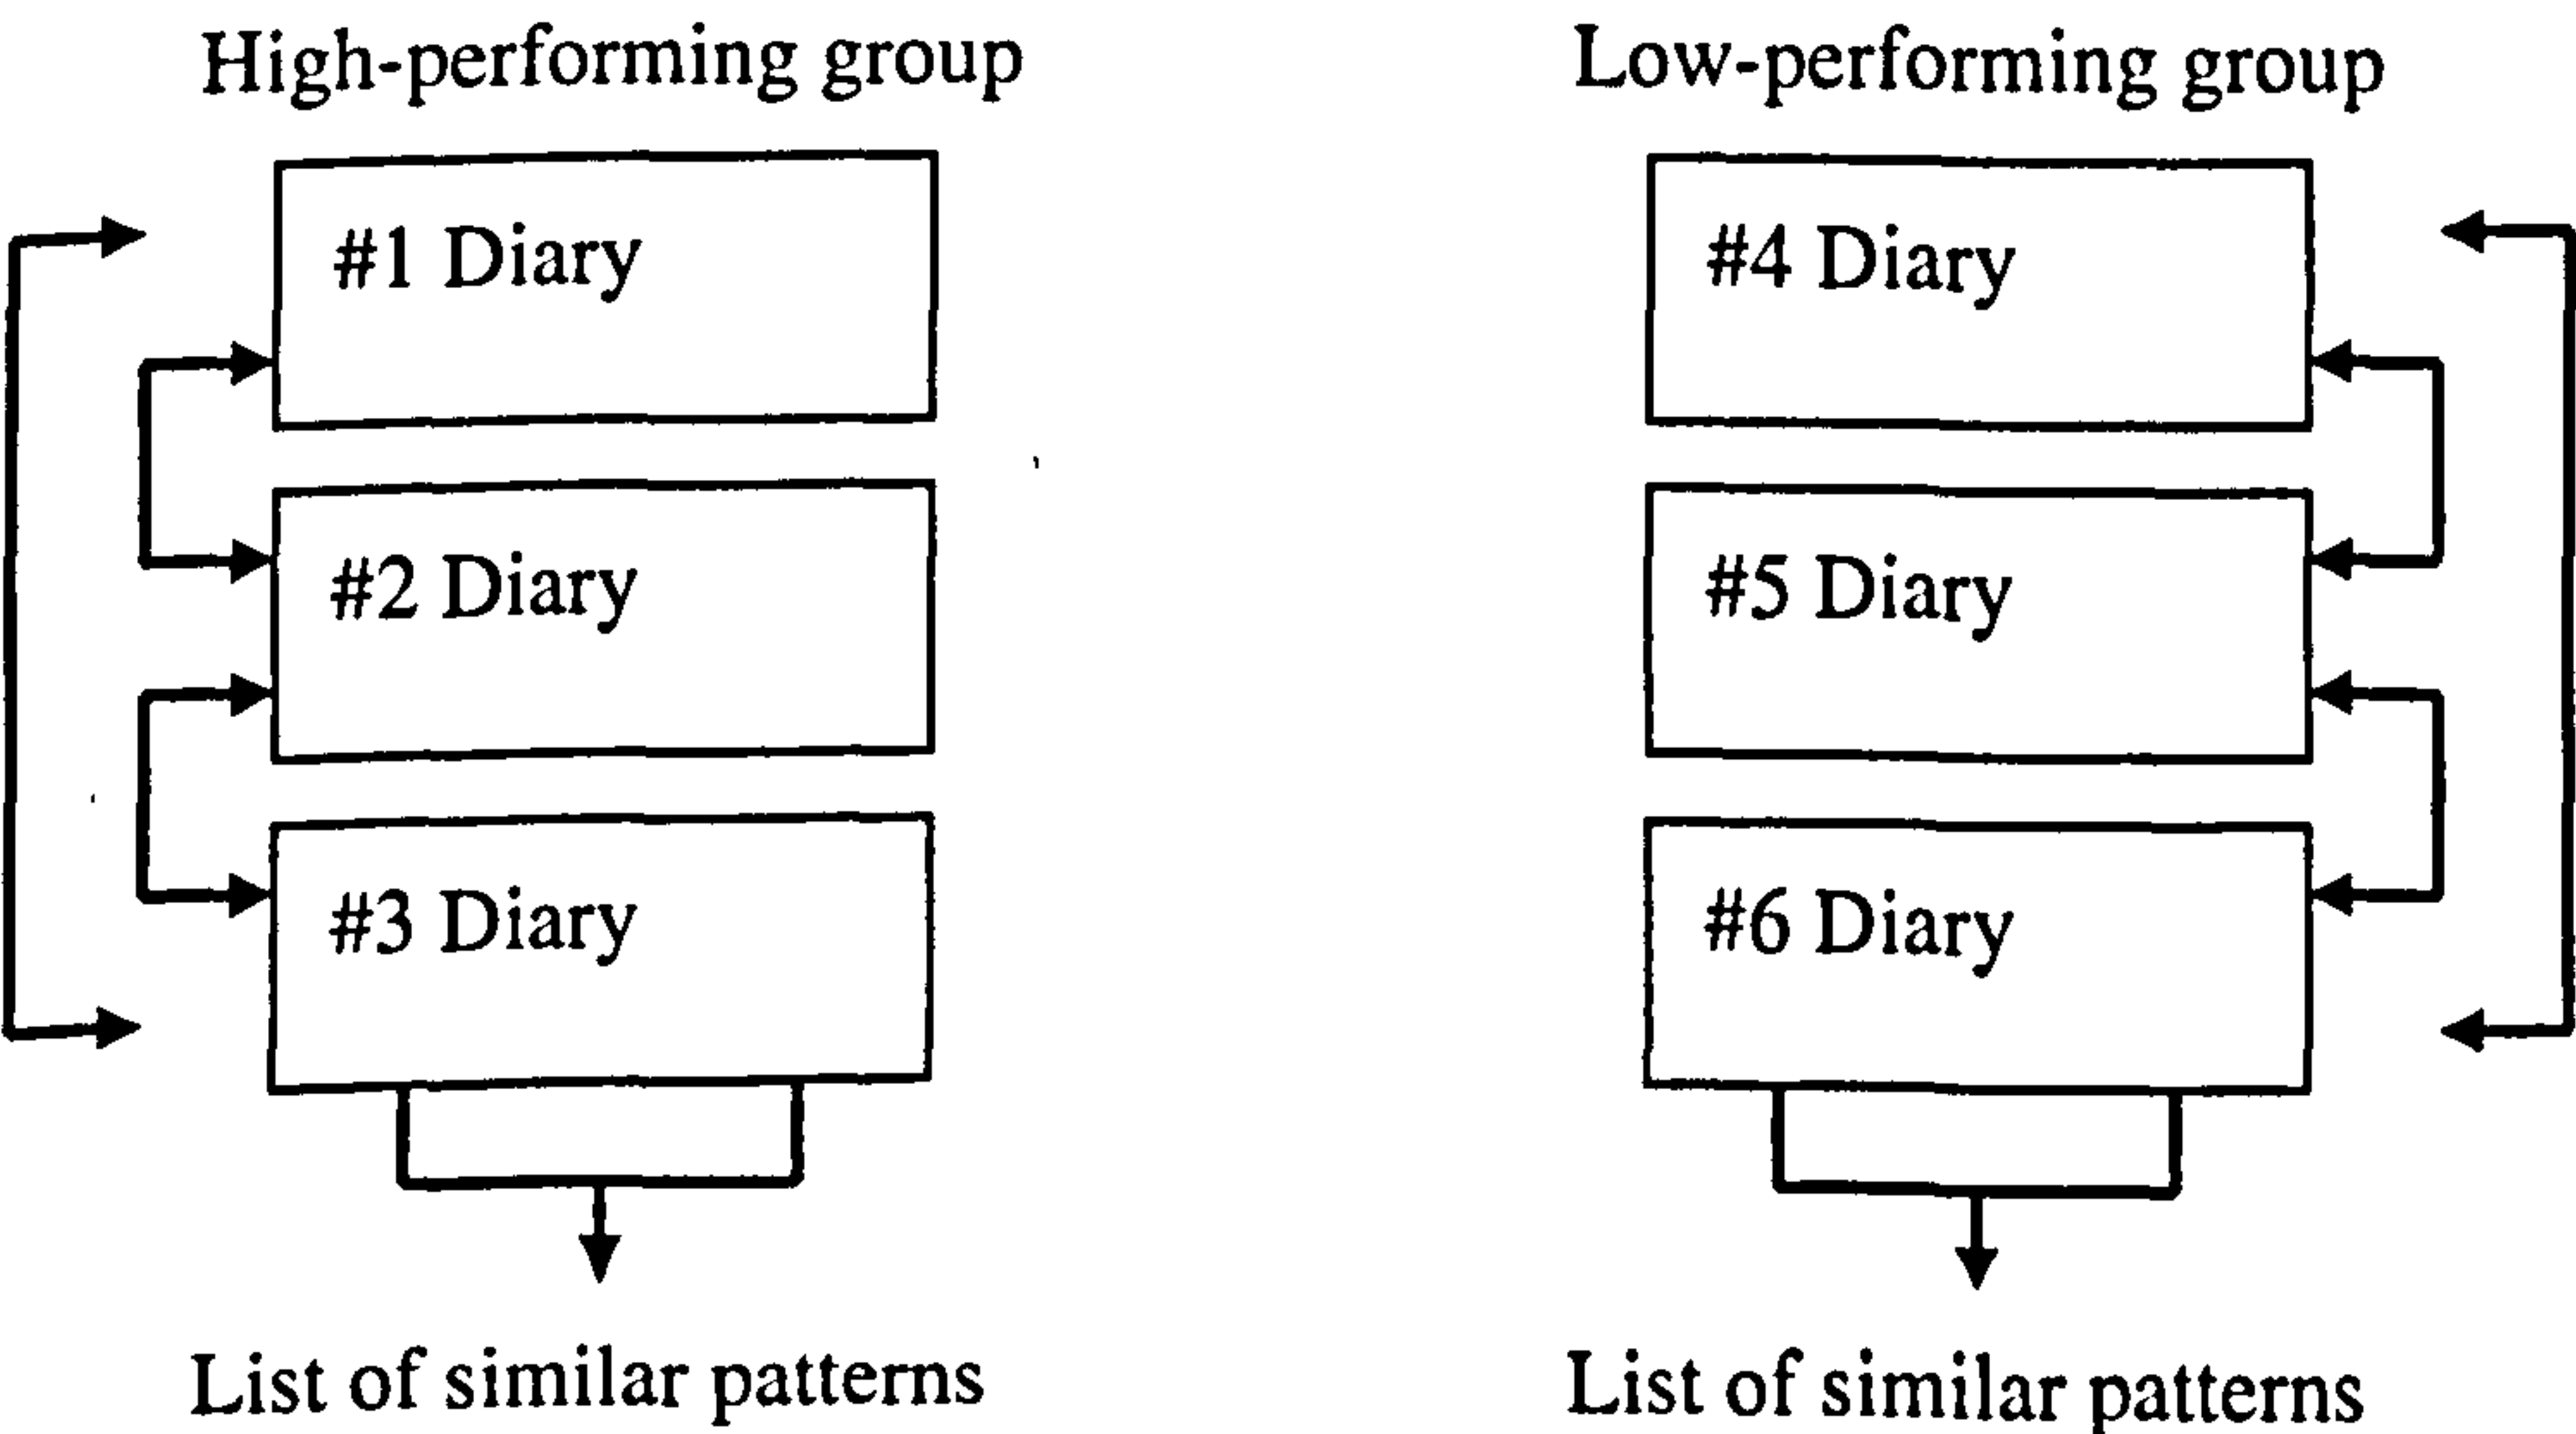 High-performing group
#1 Diary
#2 Diary
#3 Diary
List of similar patterns
Low-performing group
#4 Diary
#5 Diary
#6 Diary
List of similar patterns